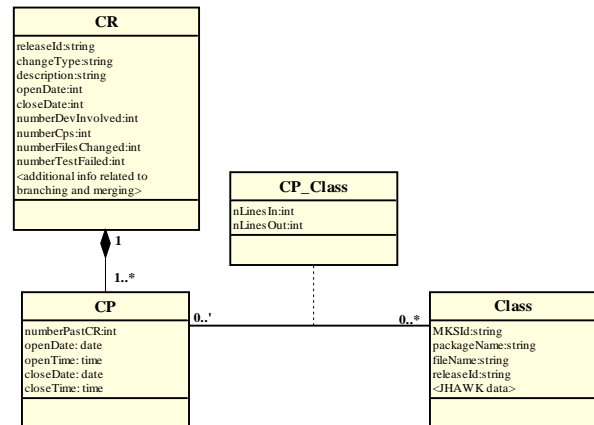 CR
releaseId:string
changeType:string
description:string
openDate:int
closeDate:int
numberDevInvolved:int
numberCps:int
numberFilesChanged:int
numberTestFailed:int
<additional info related to
branching and merging>
1
1..*
CP_Class
nLinesIn:int
nLinesOut:int
CP
numberPastCR:int
openDate: date
openTime: time
closeDate: date
closeTime: time
0..'
0..*
Class
MKSId:string
packageName:string
fileName:string
releaseId:string
<JHAWK data>